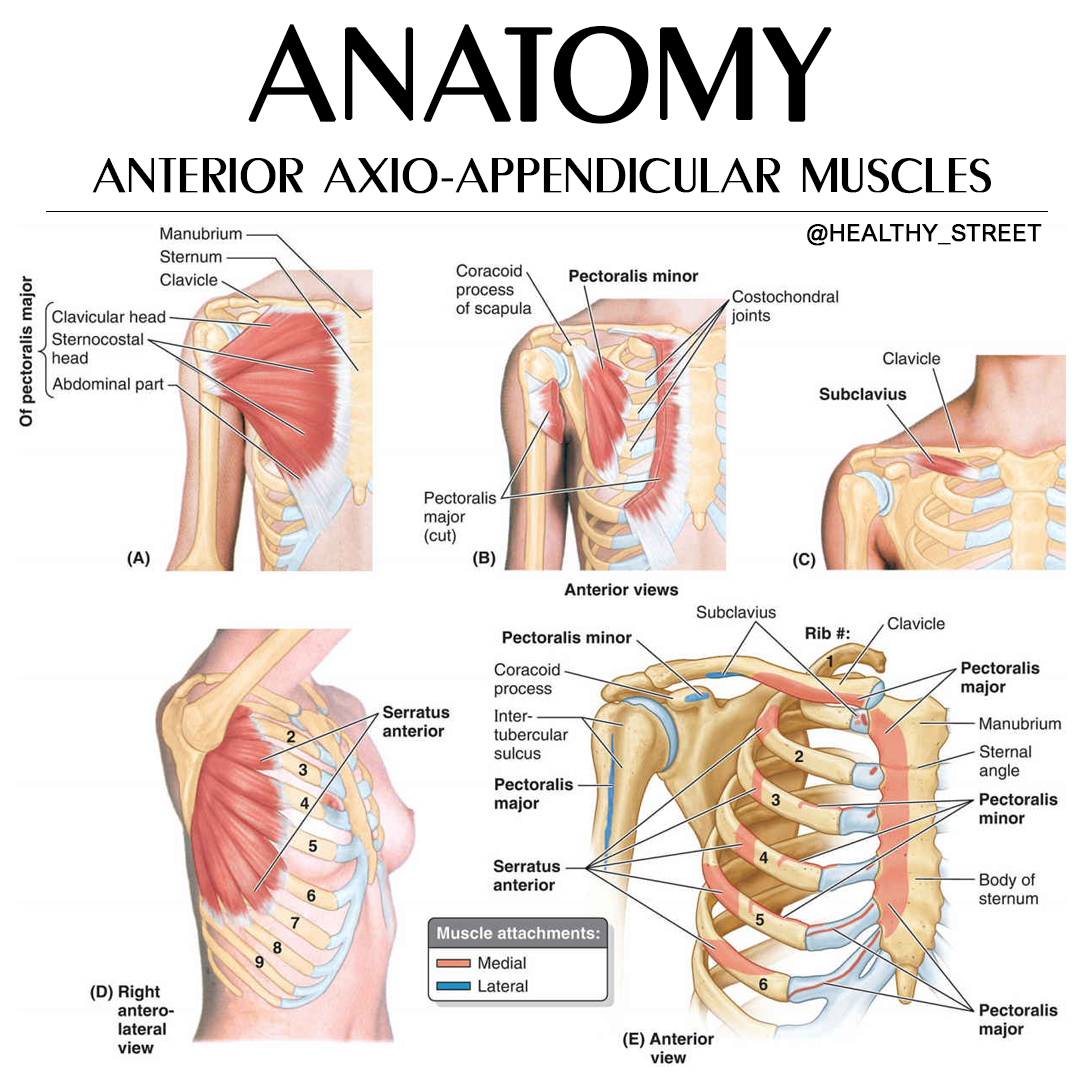 ANATOMY
ANTERIOR AXIO-APPENDICULAR MUSCLES
@HEALTHY_STREET
Of pectoralis major
Manubrium
Sternum
Clavicle
Clavicular head
Sternocostal
head
Abdominal part
(A)
Coracoid
process
of scapula
Pectoralis minor
Costochondral
joints
Pectoralis
major
(cut)
(B)
Clavicle
Subclavius
(C)
Anterior views
Serratus
anterior
2
3
4
5
6
7
8
9
(D) Right
antero-
lateral
view
Subclavius
Pectoralis minor
Rib #:
Clavicle
1
Coracoid
process
Pectoralis
major
Inter-
tubercular
sulcus
Manubrium
Sternal
angle
2
Pectoralis
major
3
Pectoralis
minor
4
Serratus
anterior
Body of
sternum
5
6
Muscle attachments:
Medial
Lateral
Pectoralis
major
(E) Anterior
view